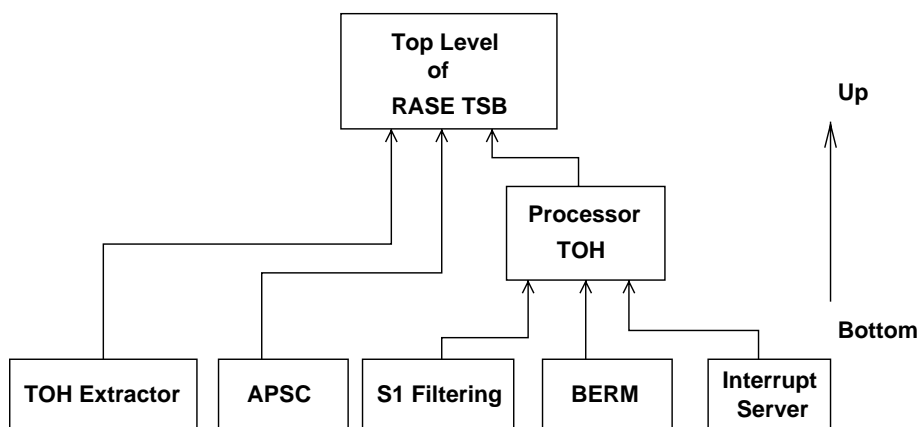 Top Level
of
RASE TSB
Up
Processor
TOH
Bottom
TOH Extractor
APSC
S1 Filtering
BERM
Interrupt
Server